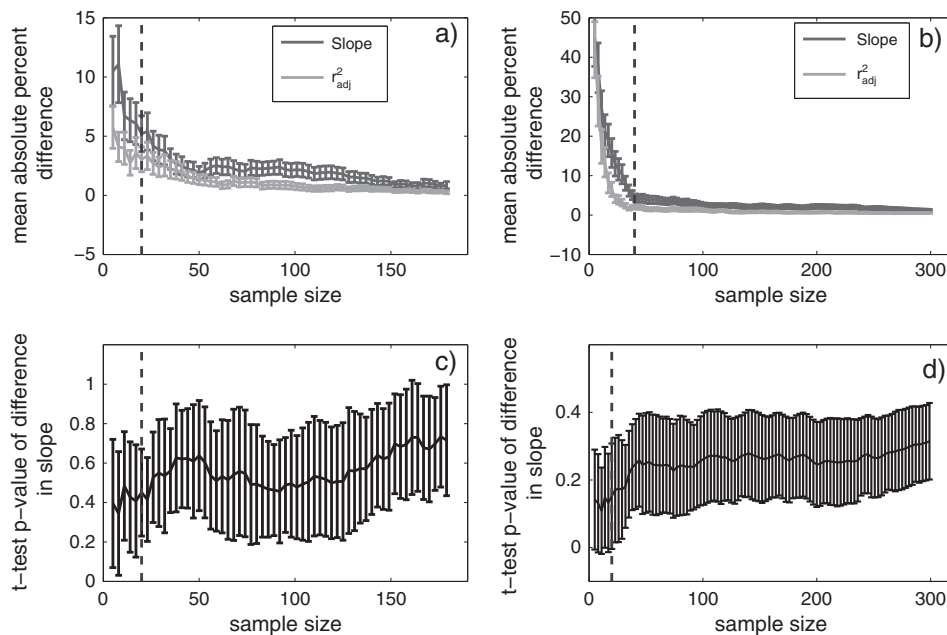 a)
15
10
5
0
−5
mean absolute percent
difference
Slope
r²adj
0
50
100
150
sample size
b)
50
40
30
20
10
0
−10
mean absolute percent
difference
Slope
r²adj
0
100
200
300
sample size
c)
1
0.8
0.6
0.4
0.2
0
t−test p−value of difference
in slope
0
50
100
150
sample size
d)
0.4
0.2
0
t−test p−value of difference
in slope
0
100
200
300
sample size